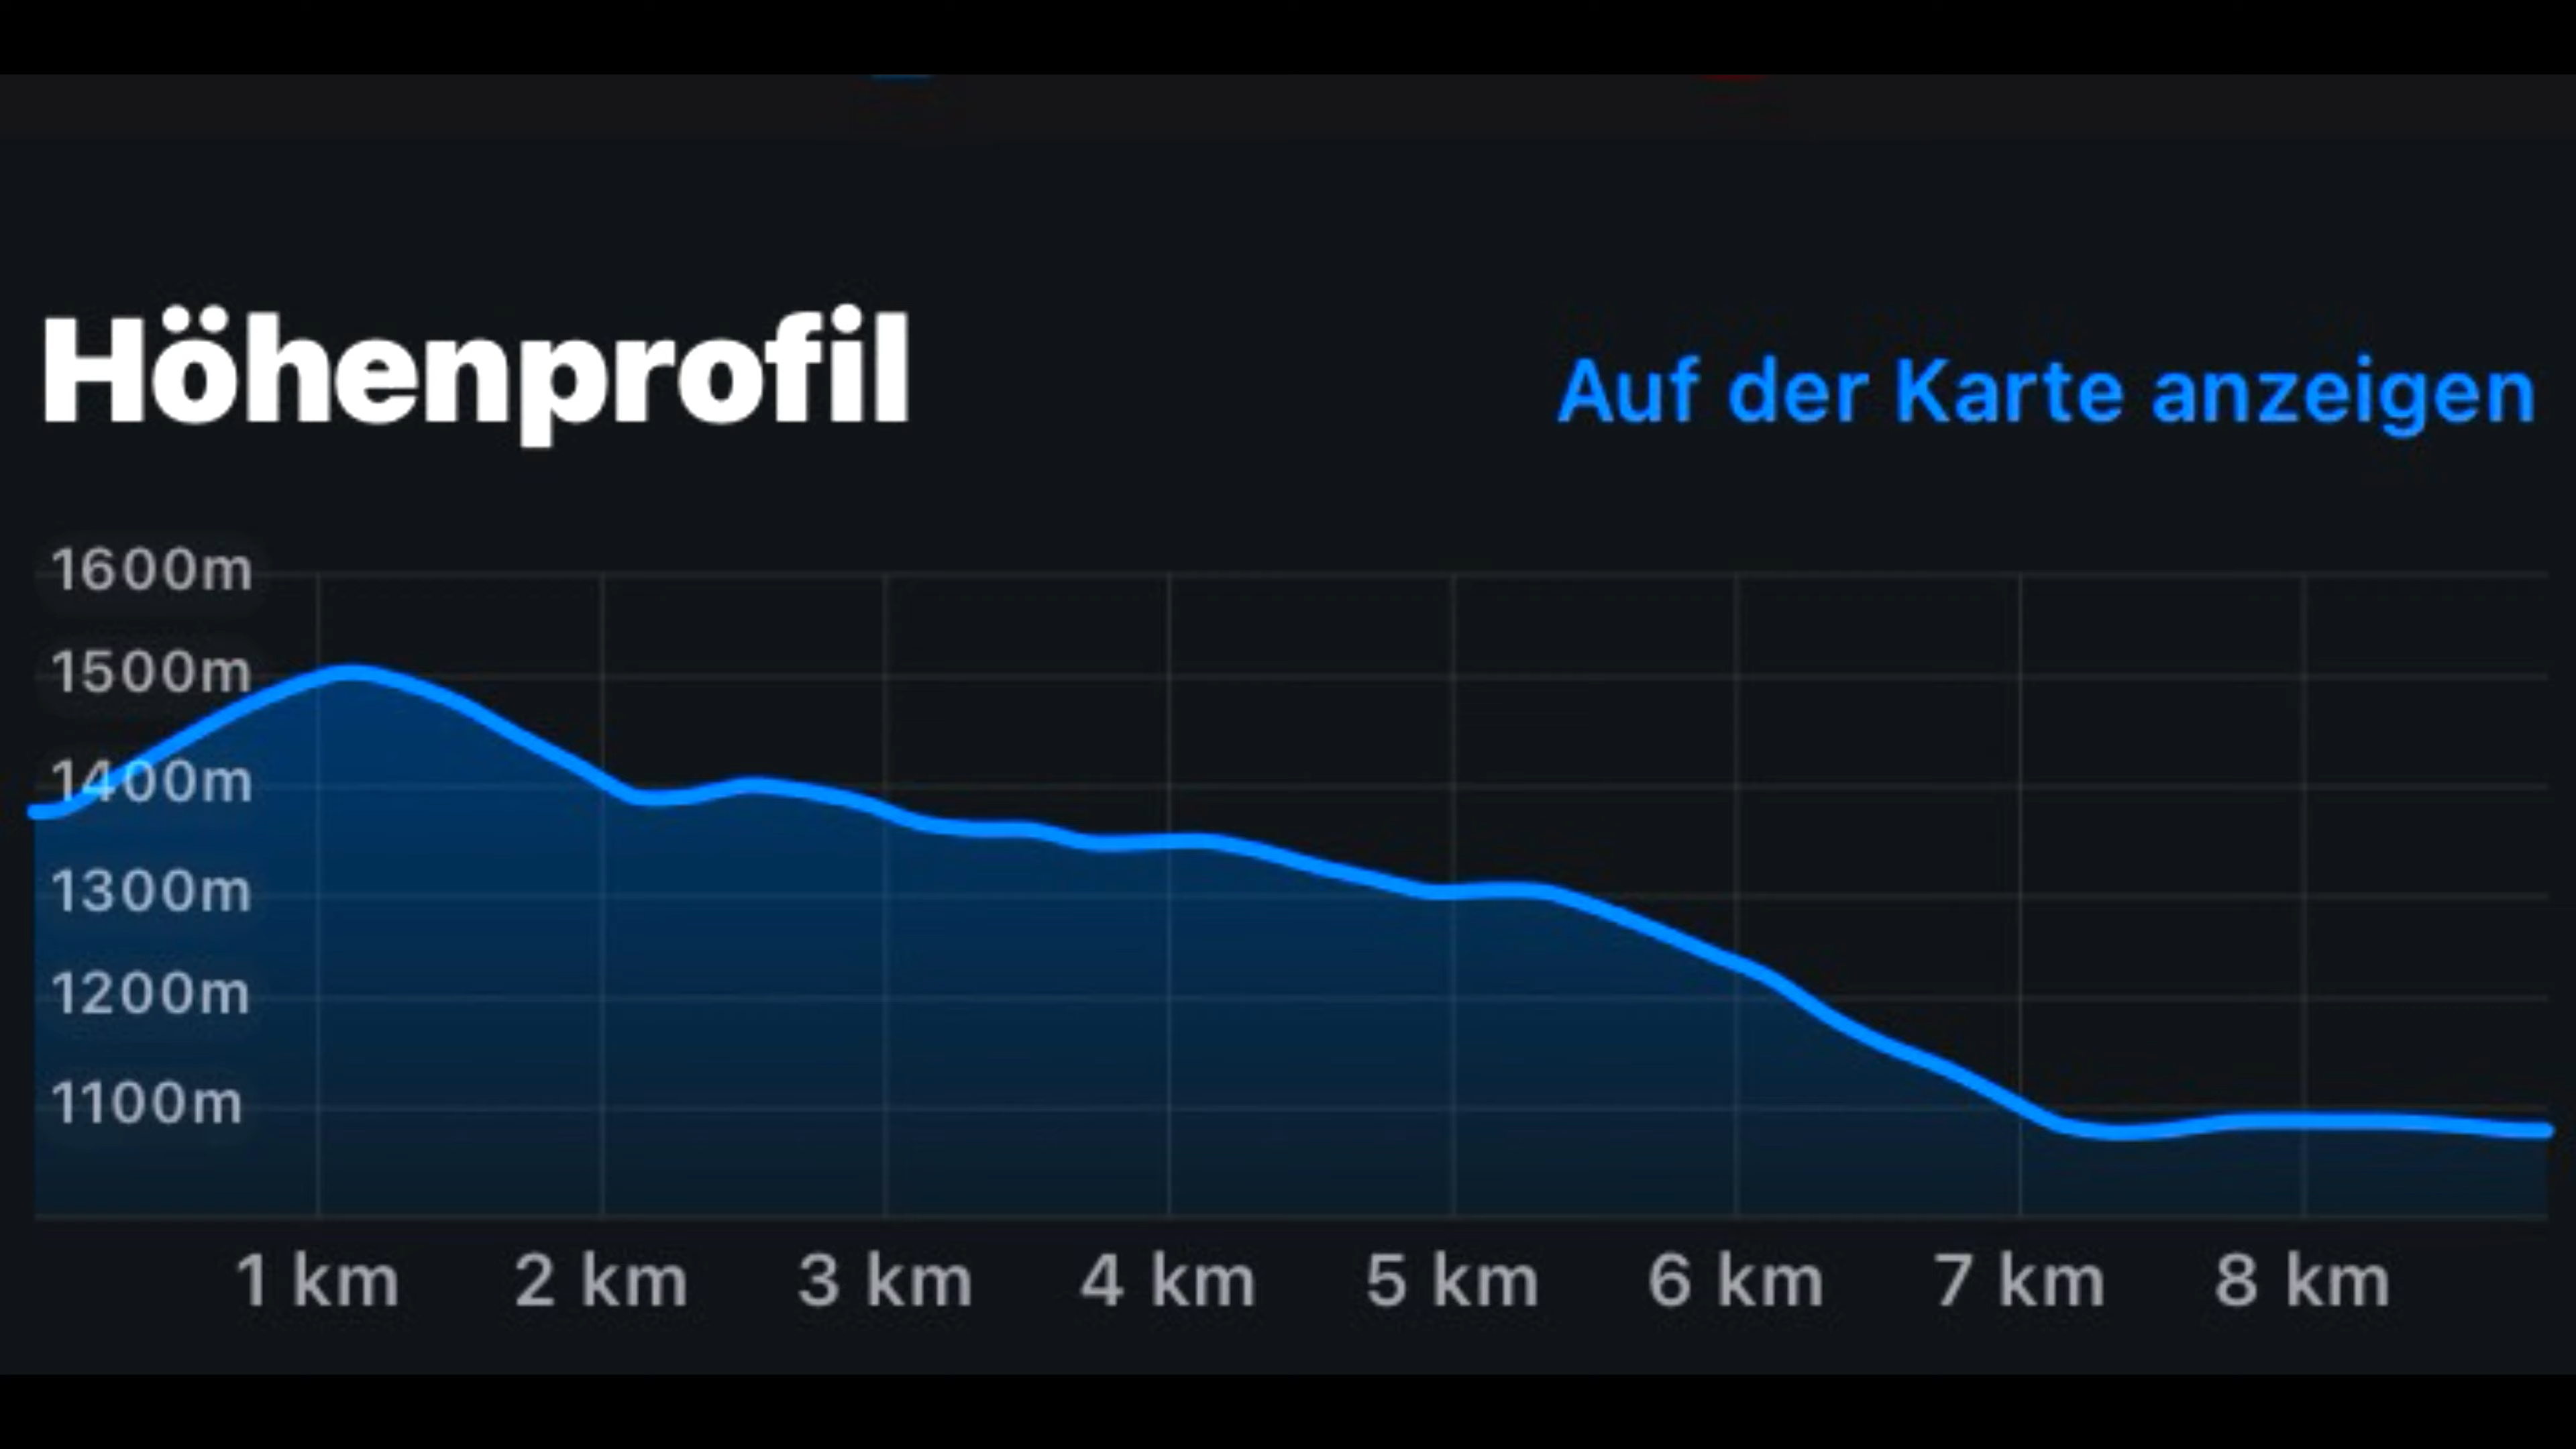 Höhenprofil
Auf der Karte anzeigen
1600m
1500m
1400m
1300m
1200m
1100m
1 km 2 km 3 km 4 km 5 km 6 km 7 km 8 km